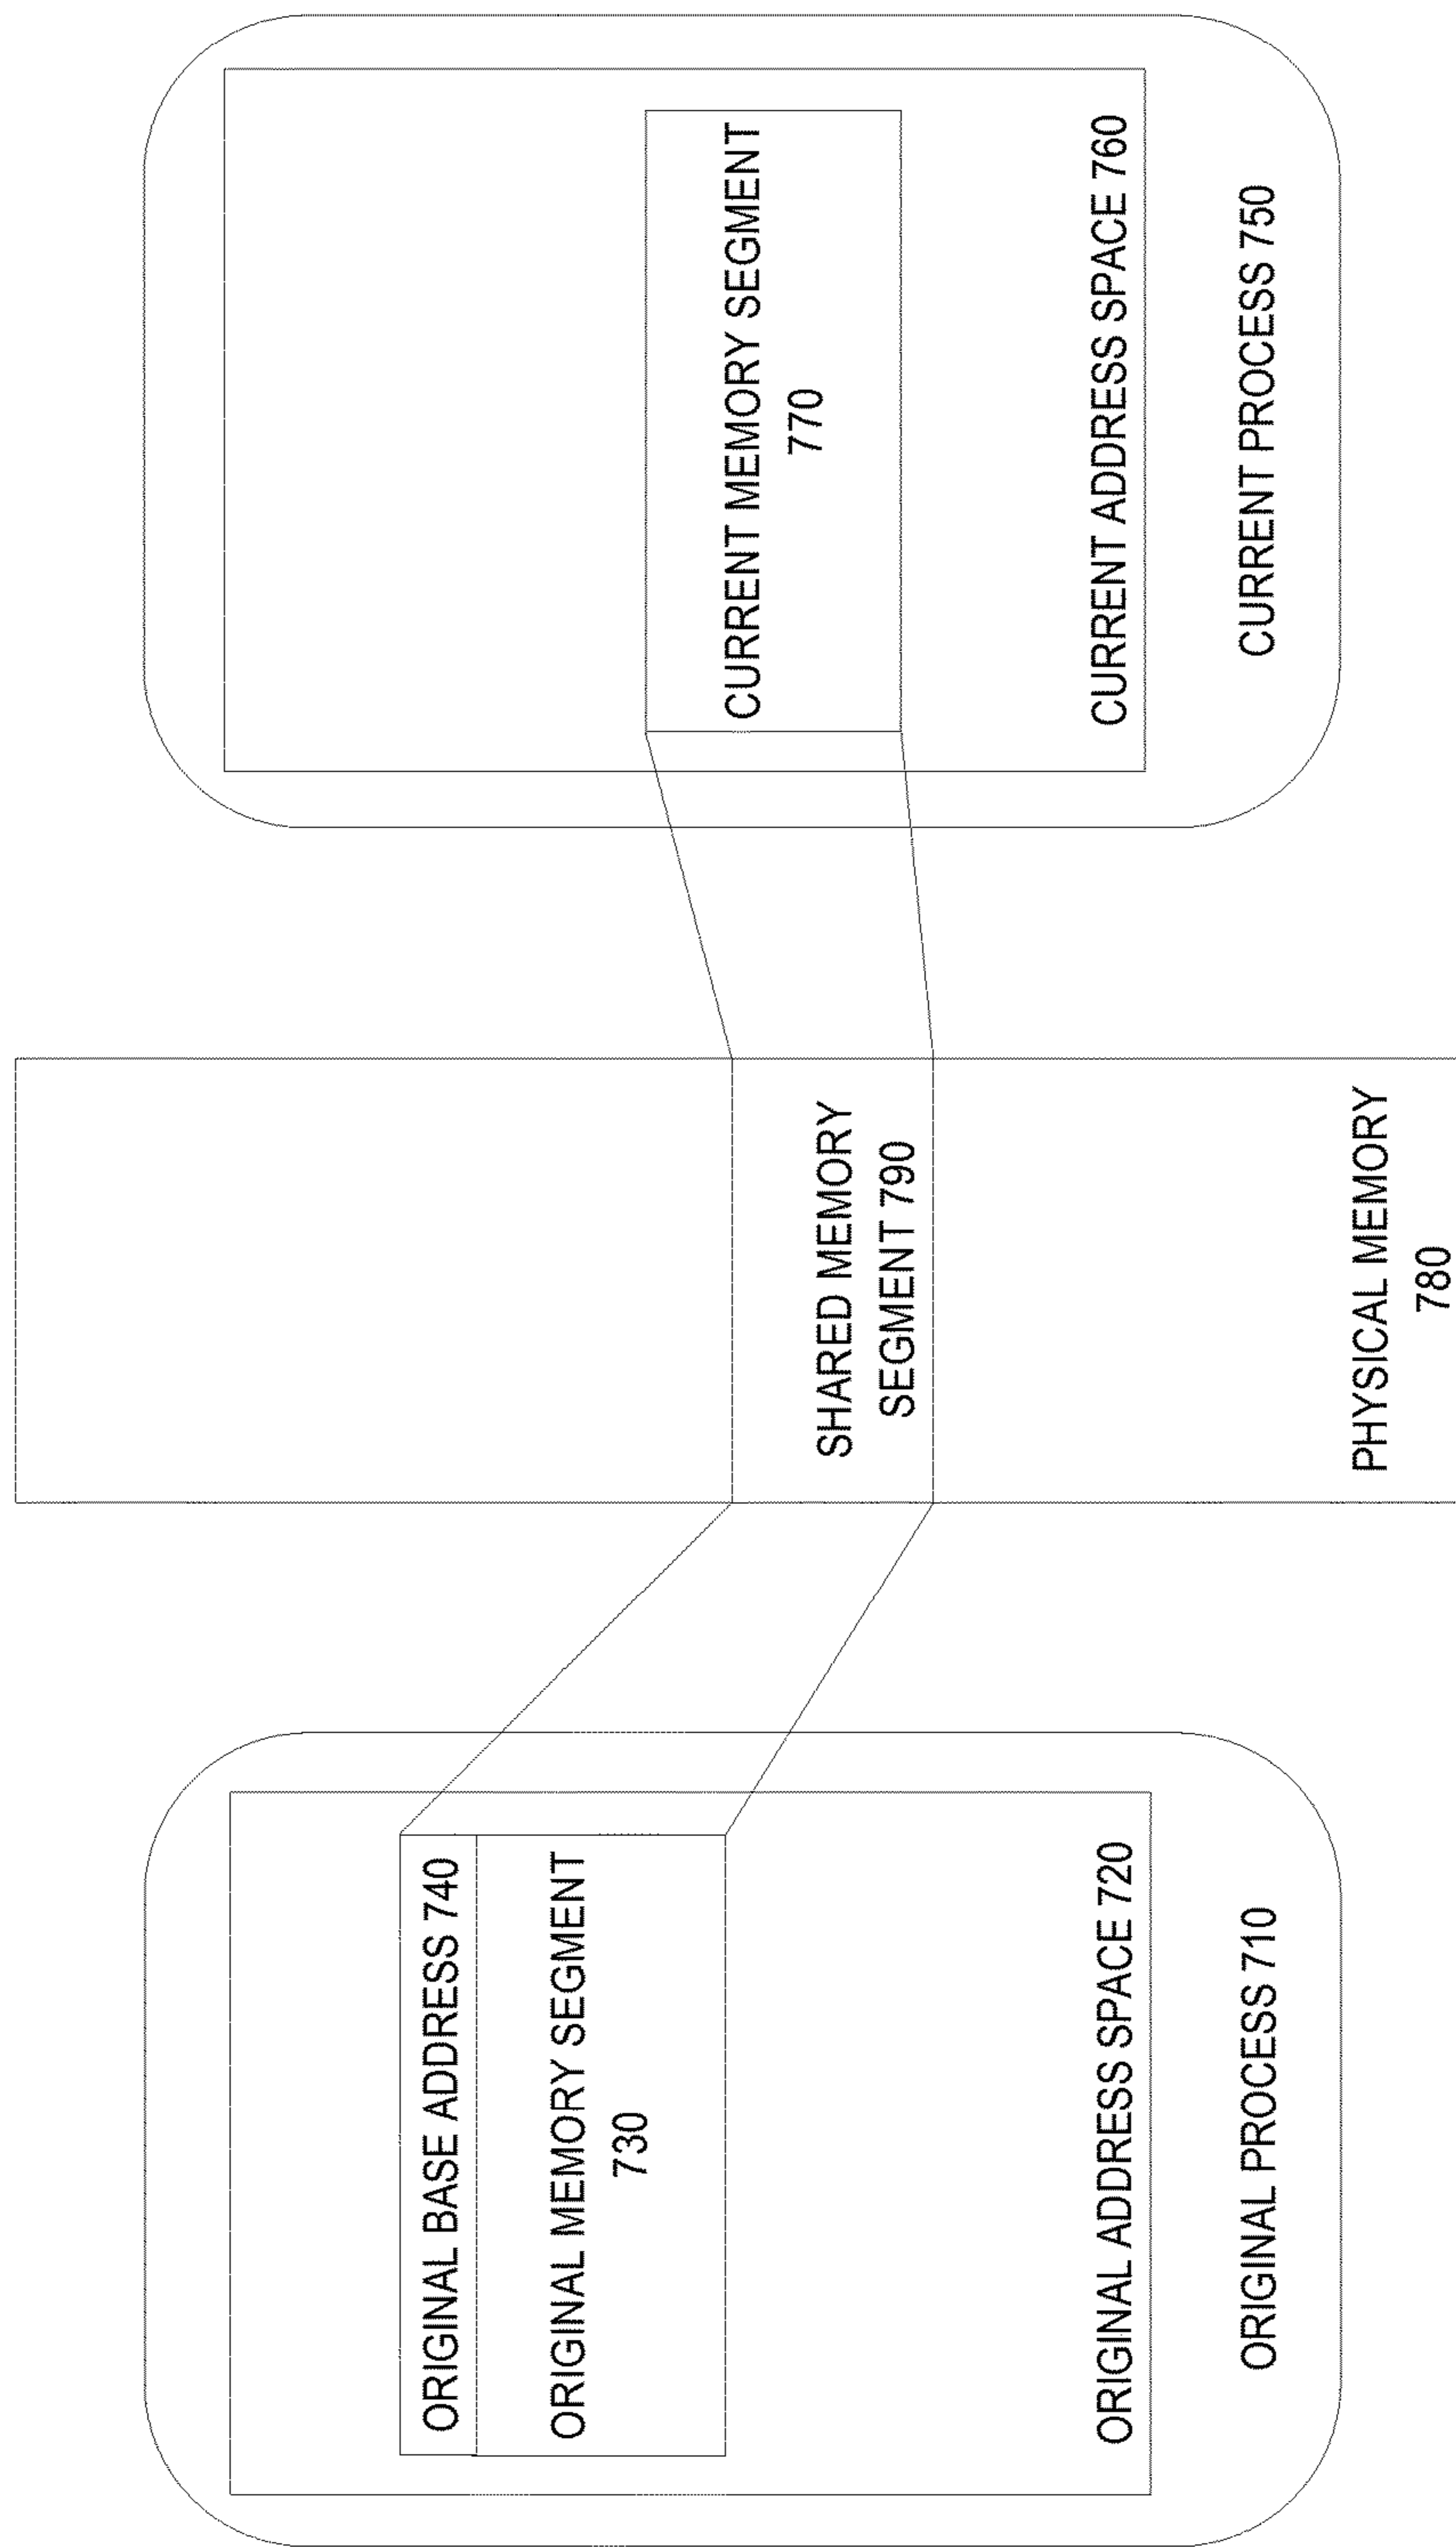 ORIGINAL BASE ADDRESS 740
ORIGINAL MEMORY SEGMENT
730
ORIGINAL ADDRESS SPACE 720
ORIGINAL PROCESS 710
SHARED MEMORY
SEGMENT 790
PHYSICAL MEMORY
780
CURRENT MEMORY SEGMENT
770
CURRENT ADDRESS SPACE 760
CURRENT PROCESS 750